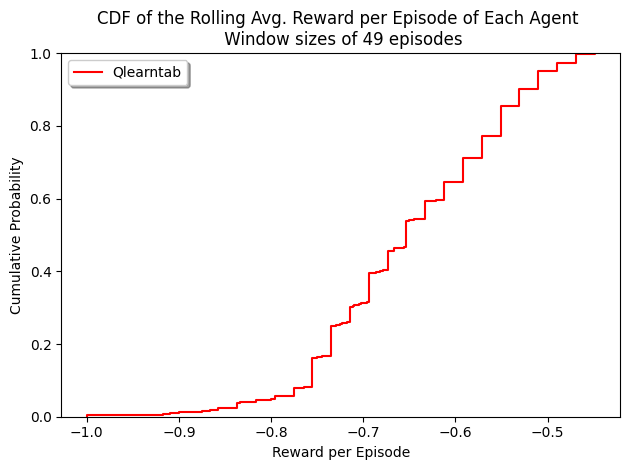 CDF of the Rolling Avg. Reward per Episode of Each Agent
Window sizes of 49 episodes
Qlearntab
1.0
0.8
0.6
0.4
0.2
0.0
Cumulative Probability
−1.0
−0.9
−0.8
−0.7
−0.6
−0.5
Reward per Episode